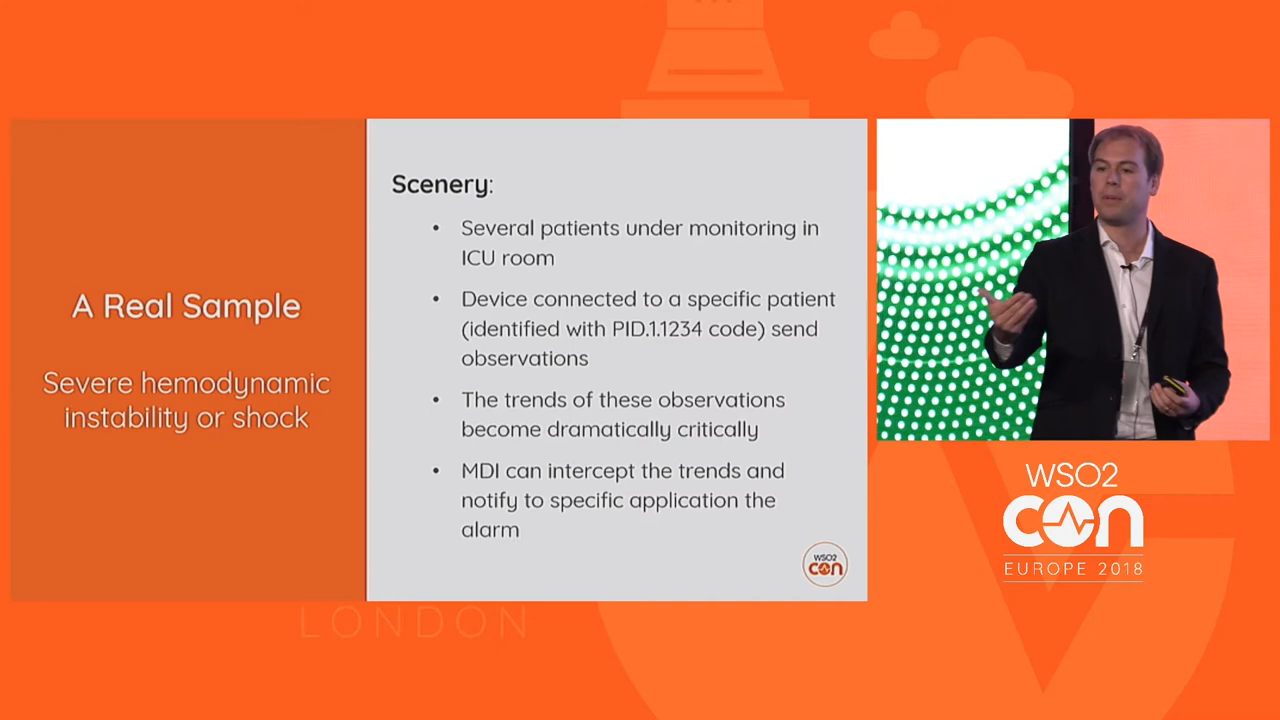 A Real Sample
Severe hemodynamic
instability or shock
Scenery:
• Several patients under monitoring in
ICU room
• Device connected to a specific patient
(identified with PID.1.1234 code) send
observations
• The trends of these observations
become dramatically critically
• MDI can intercept the trends and
notify to specific application the
alarm
WSO2
con
WSO2
con
EUROPE 2018
LONDON